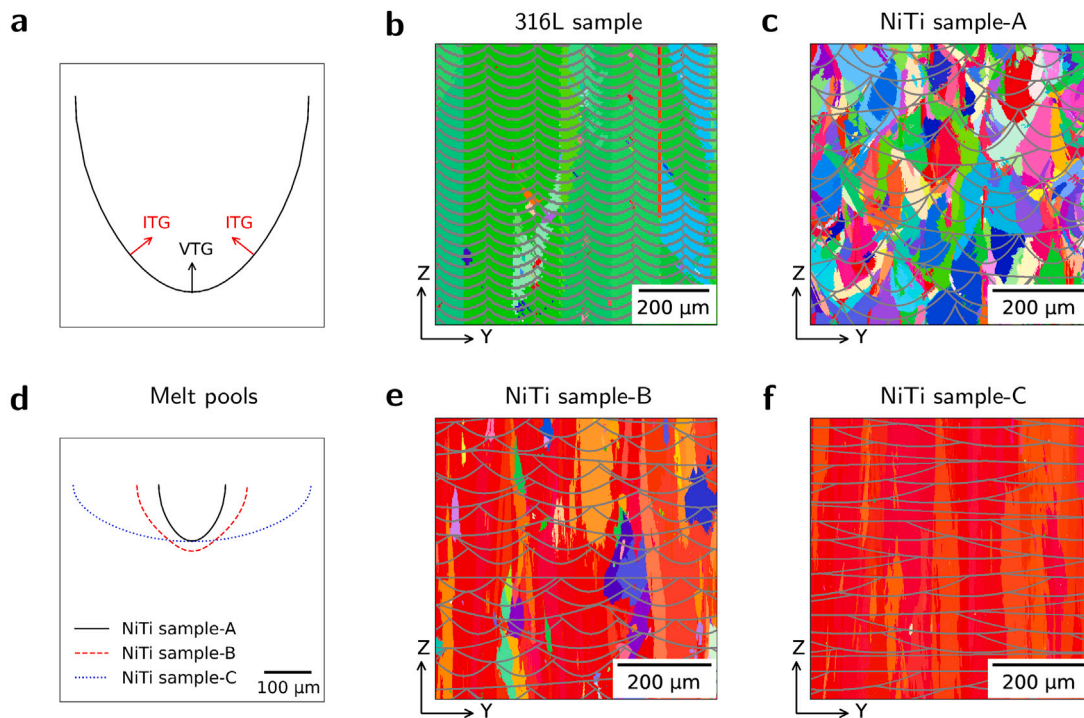 a
ITG
ITG
VTG
b
316L sample
Z
Y
200 μm
c
NiTi sample-A
Z
Y
200 μm
d
Melt pools
NiTi sample-A
NiTi sample-B
NiTi sample-C
100 μm
e
NiTi sample-B
Z
Y
200 μm
f
NiTi sample-C
Z
Y
200 μm